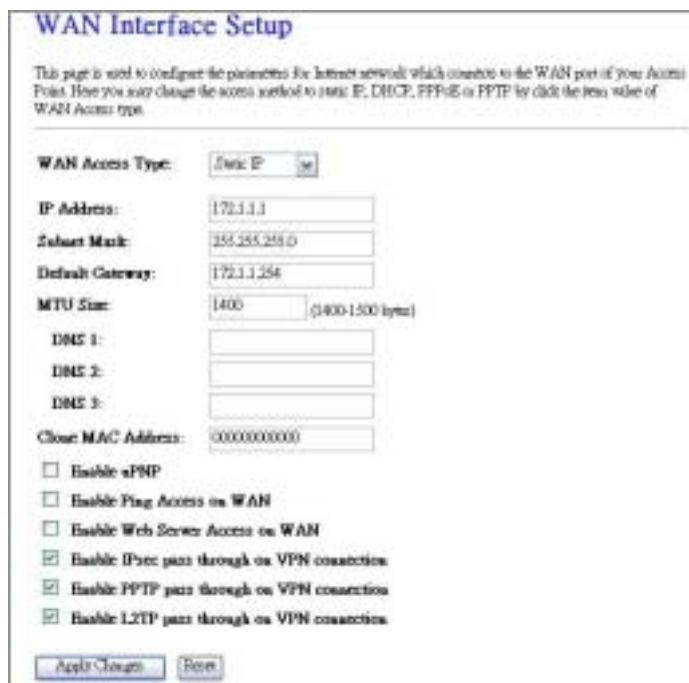 WAN Interface Setup
This page is used to configure the parameters for Internet network which connects to the WAN port of your Access
Point. Here you may change the access method to static IP, DHCP, PPPoE or PPTP by click the item value of
WAN Access type.
WAN Access Type: Static IP
IP Address: 172.1.1.1
Subnet Mask: 255.255.255.0
Default Gateway: 172.1.1.254
MTU Size: 1400 (1400-1500 bytes)
DNS 1:
DNS 2:
DNS 3:
Clone MAC Address: 000000000000
Enable uPNP
Enable Ping Access on WAN
Enable Web Server Access on WAN
Enable IPsec pass through on VPN connection
Enable PPTP pass through on VPN connection
Enable L2TP pass through on VPN connection
Apply Changes Reset